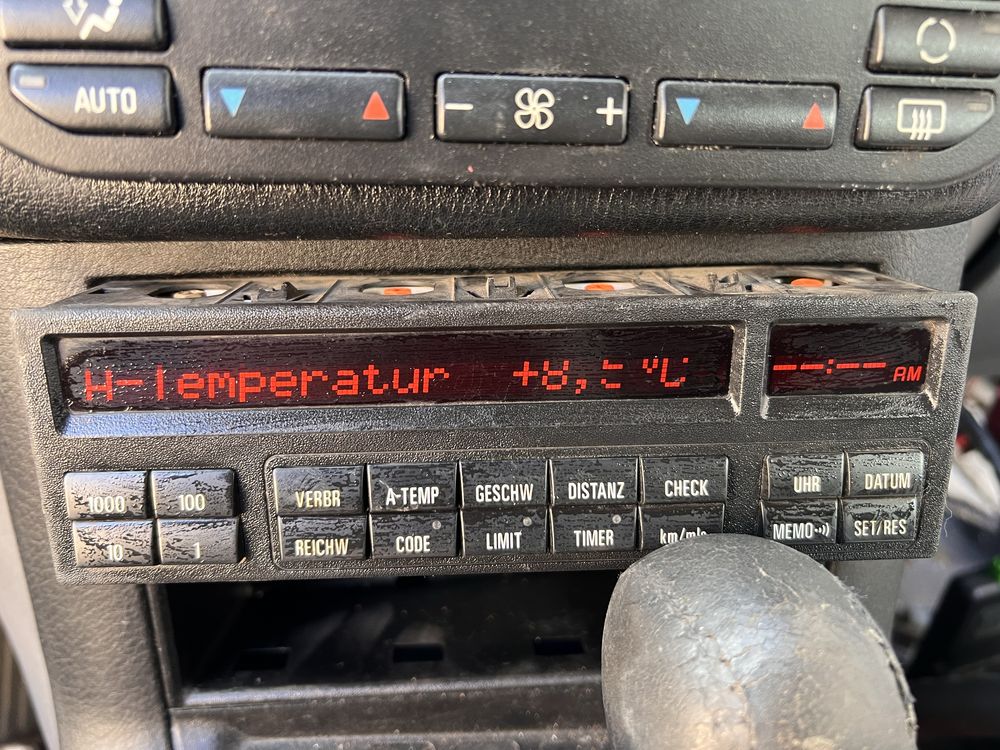 AUTO
- +
-Temperatur
--:-- AM
1000 100 VERBR A-TEMP GESCHW DISTANZ CHECK UHR DATUM
10 1 REICHW CODE LIMIT TIMER MEMO SET/RES